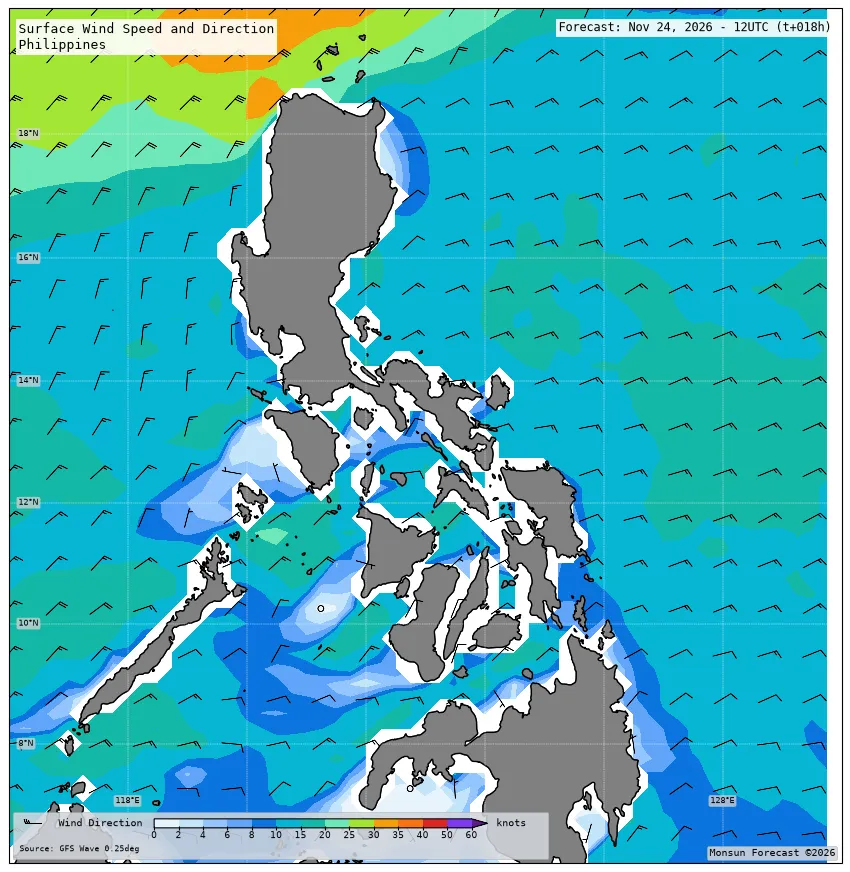 Surface Wind Speed and Direction
Philippines
Forecast: Nov 24, 2026 - 12UTC (t+018h)
18°N
16°N
14°N
12°N
10°N
8°N
118°E
128°E
Wind Direction
0 2 4 6 8 10 15 20 25 30 35 40 50 60
knots
Source: GFS Wave 0.25deg
Monsun Forecast ©2026